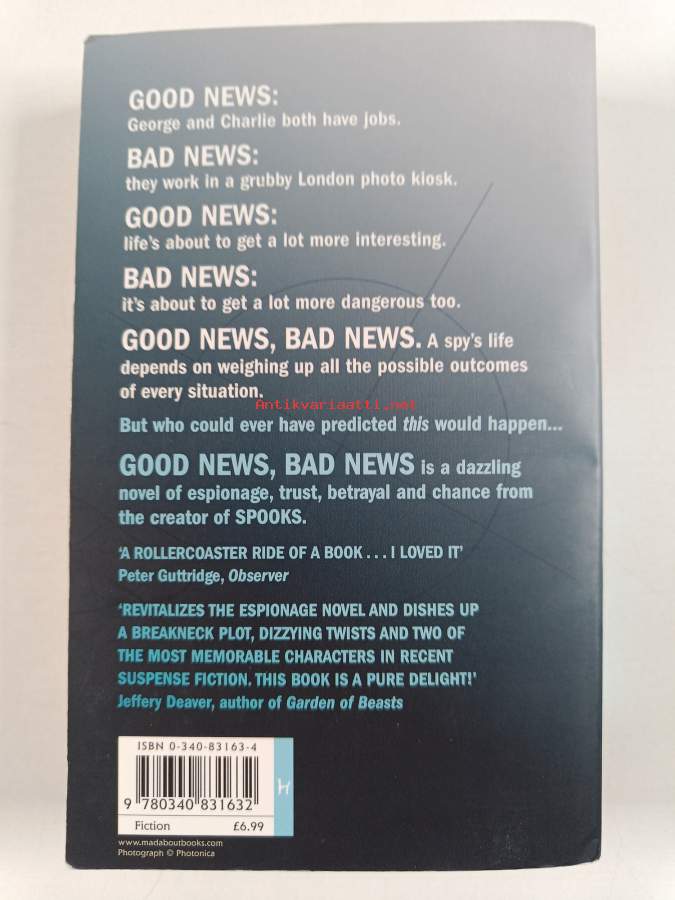 GOOD NEWS:
George and Charlie both have jobs.
BAD NEWS:
they work in a grubby London photo kiosk.
GOOD NEWS:
life's about to get a lot more interesting.
BAD NEWS:
it's about to get a lot more dangerous too.
GOOD NEWS, BAD NEWS. A spy's life
depends on weighing up all the possible outcomes
of every situation.
Antikvariaatti.net
But who could ever have predicted this would happen...
GOOD NEWS, BAD NEWS is a dazzling
novel of espionage, trust, betrayal and chance from
the creator of SPOOKS.
'A ROLLERCOASTER RIDE OF A BOOK . . . I LOVED IT'
Peter Guttridge, Observer
'REVITALIZES THE ESPIONAGE NOVEL AND DISHES UP
A BREAKNECK PLOT, DIZZYING TWISTS AND TWO OF
THE MOST MEMORABLE CHARACTERS IN RECENT
SUSPENSE FICTION. THIS BOOK IS A PURE DELIGHT!'
Jeffery Deaver, author of Garden of Beasts
ISBN 0-340-83163-4
9 780340 831632
Fiction £6.99
www.madaboutbooks.com
Photograph © Photonica